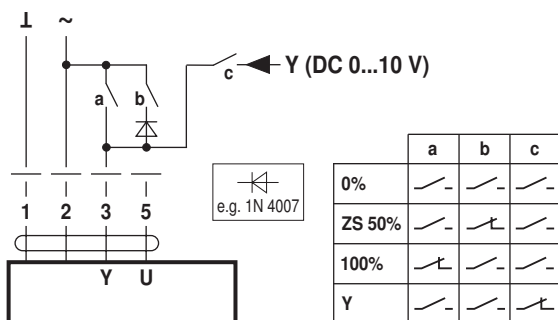 ⊥ ~
a b c Y (DC 0...10 V)
1 2 3 5
Y U
e.g. 1N 4007
a b c
0%
ZS 50%
100%
Y